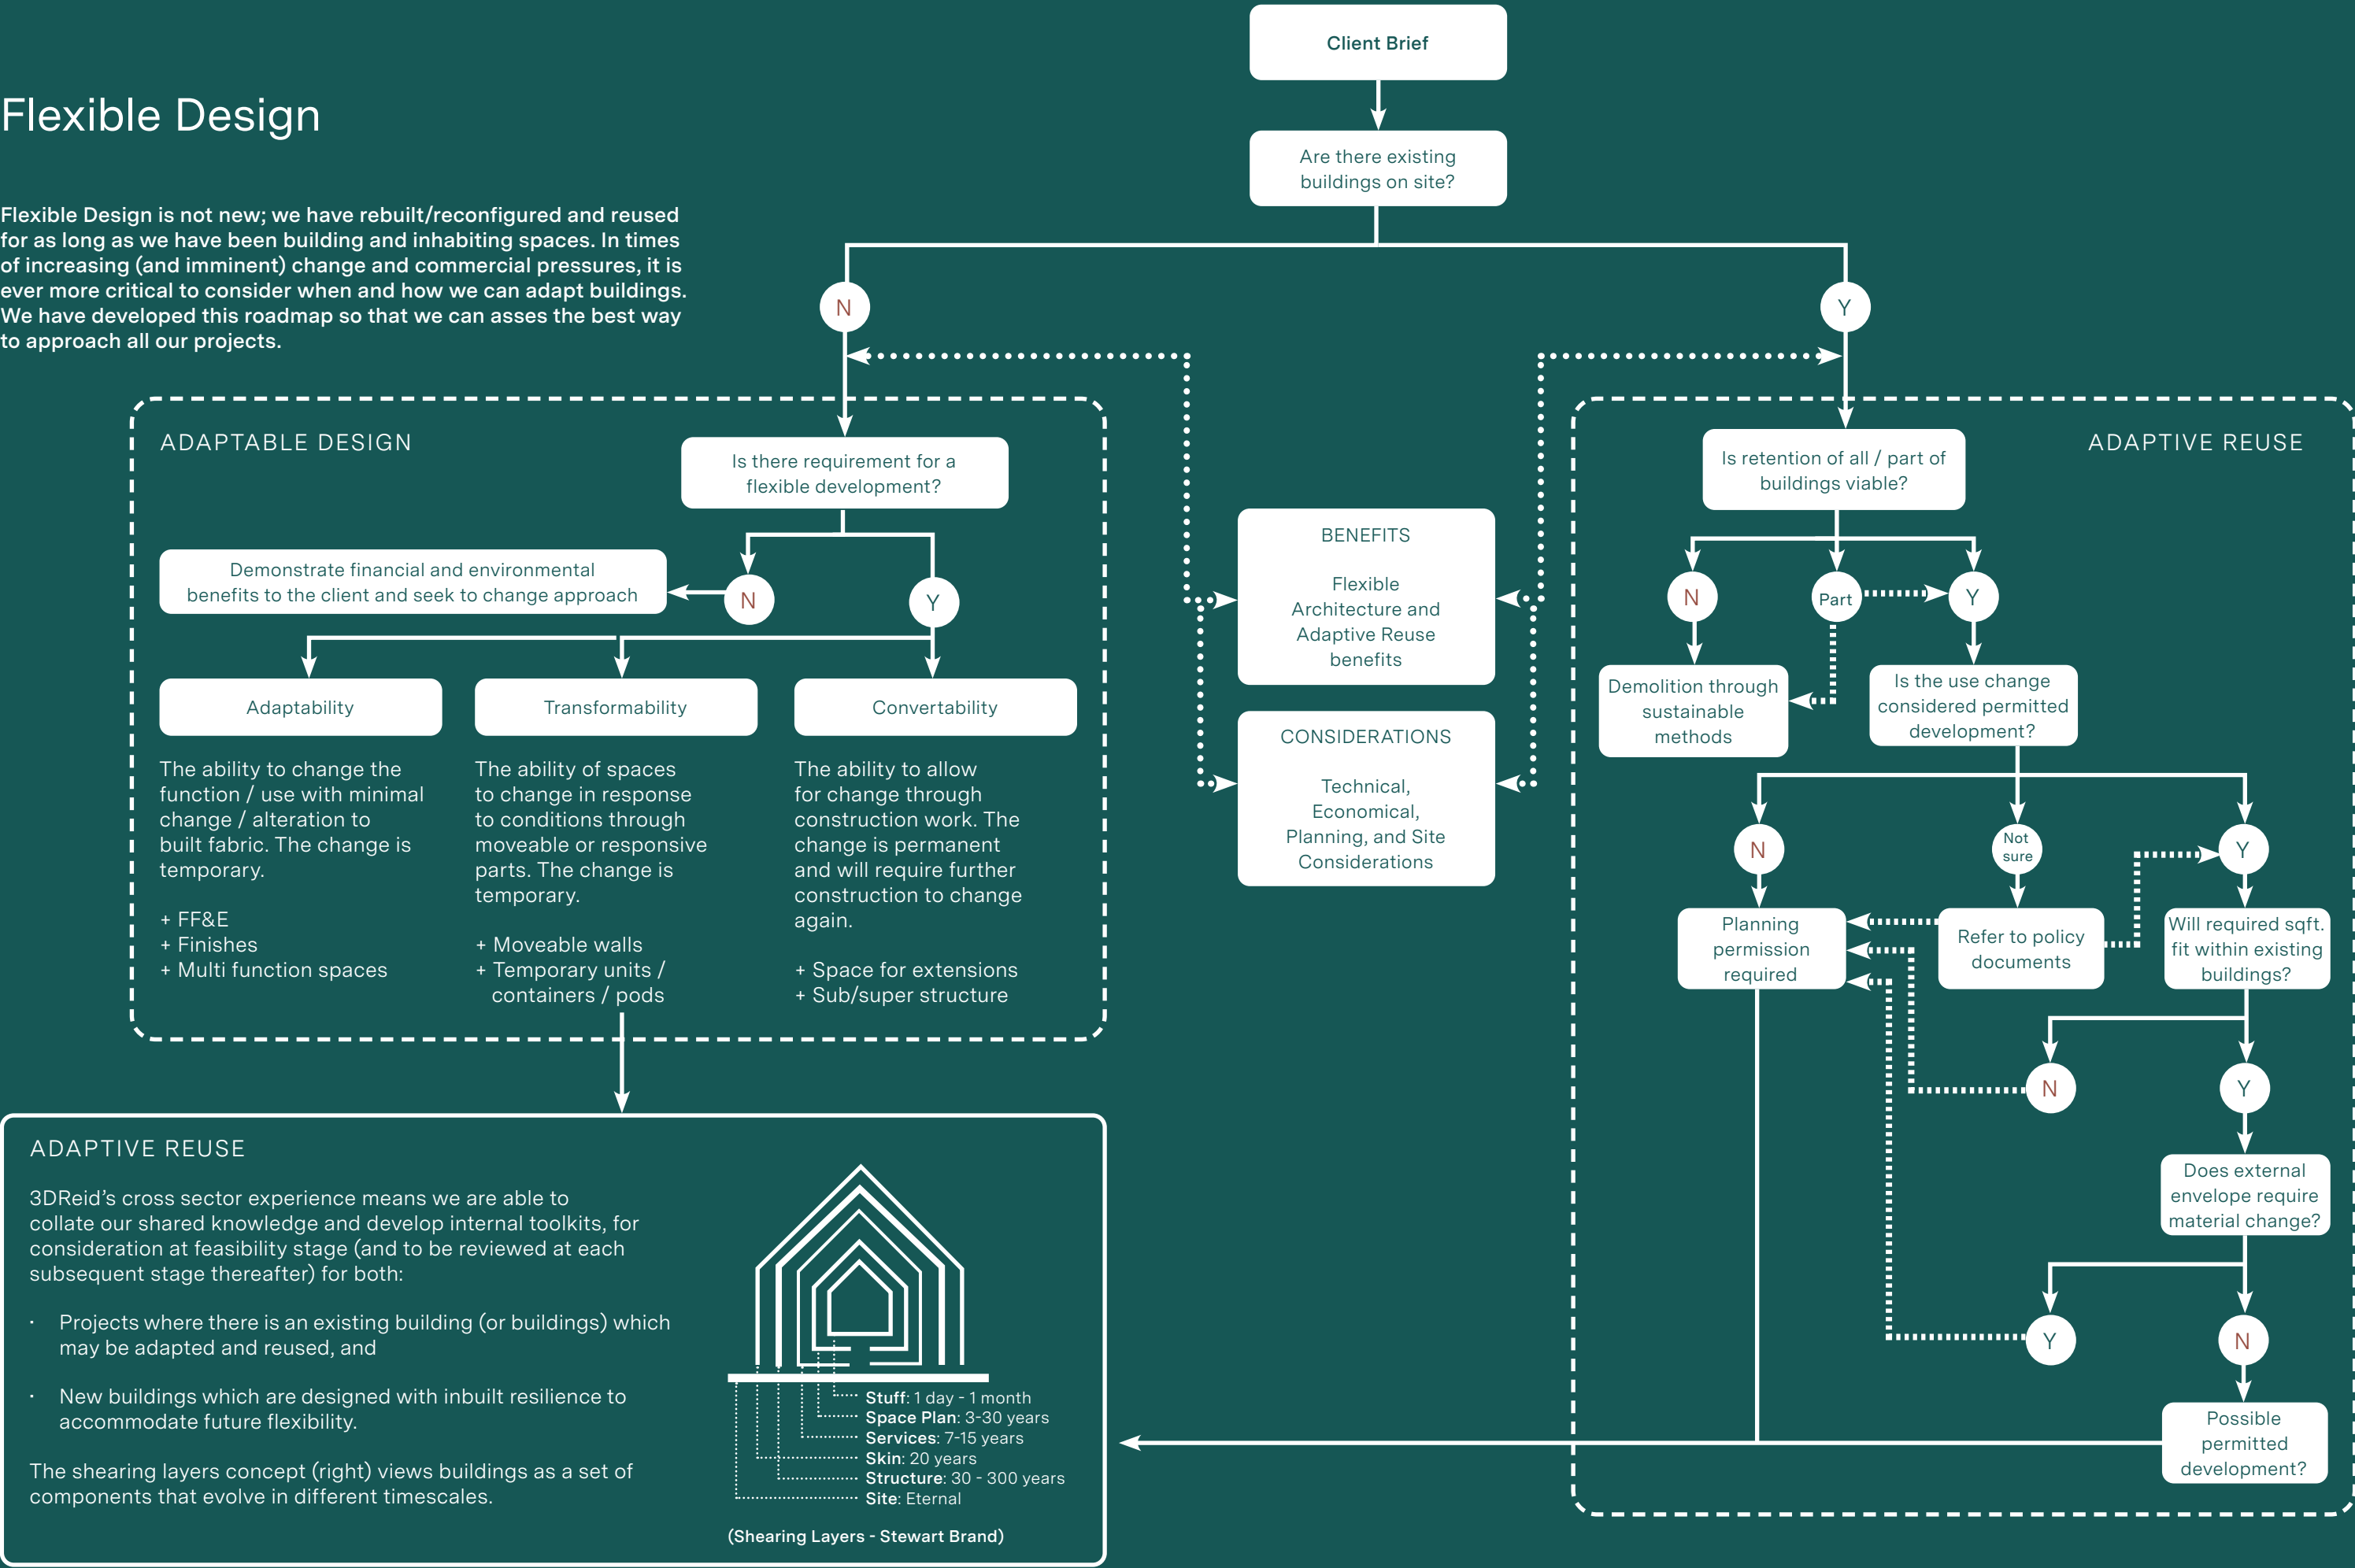 Flexible Design
Flexible Design is not new; we have rebuilt/reconfigured and reused
for as long as we have been building and inhabiting spaces. In times
of increasing (and imminent) change and commercial pressures, it is
ever more critical to consider when and how we can adapt buildings.
We have developed this roadmap so that we can asses the best way
to approach all our projects.
Client Brief
Are there existing
buildings on site?
N
Y
ADAPTABLE DESIGN
Is there requirement for a
flexible development?
Demonstrate financial and environmental
benefits to the client and seek to change approach
N
Y
Adaptability
The ability to change the
function / use with minimal
change / alteration to
built fabric. The change is
temporary.
+ FF&E
+ Finishes
+ Multi function spaces
Transformability
The ability of spaces
to change in response
to conditions through
moveable or responsive
parts. The change is
temporary.
+ Moveable walls
+ Temporary units /
containers / pods
Convertability
The ability to allow
for change through
construction work. The
change is permanent
and will require further
construction to change
again.
+ Space for extensions
+ Sub/super structure
BENEFITS
Flexible
Architecture and
Adaptive Reuse
benefits
CONSIDERATIONS
Technical,
Economical,
Planning, and Site
Considerations
ADAPTIVE REUSE
Is retention of all / part of
buildings viable?
N
Part
Y
Demolition through
sustainable
methods
Is the use change
considered permitted
development?
N
Not
sure
Y
Planning
permission
required
Refer to policy
documents
Will required sqft.
fit within existing
buildings?
N
Y
Does external
envelope require
material change?
Y
N
Possible
permitted
development?
ADAPTIVE REUSE
3DReid’s cross sector experience means we are able to
collate our shared knowledge and develop internal toolkits, for
consideration at feasibility stage (and to be reviewed at each
subsequent stage thereafter) for both:
· Projects where there is an existing building (or buildings) which
may be adapted and reused, and
· New buildings which are designed with inbuilt resilience to
accommodate future flexibility.
The shearing layers concept (right) views buildings as a set of
components that evolve in different timescales.
Stuff: 1 day - 1 month
Space Plan: 3-30 years
Services: 7-15 years
Skin: 20 years
Structure: 30 - 300 years
Site: Eternal
(Shearing Layers - Stewart Brand)